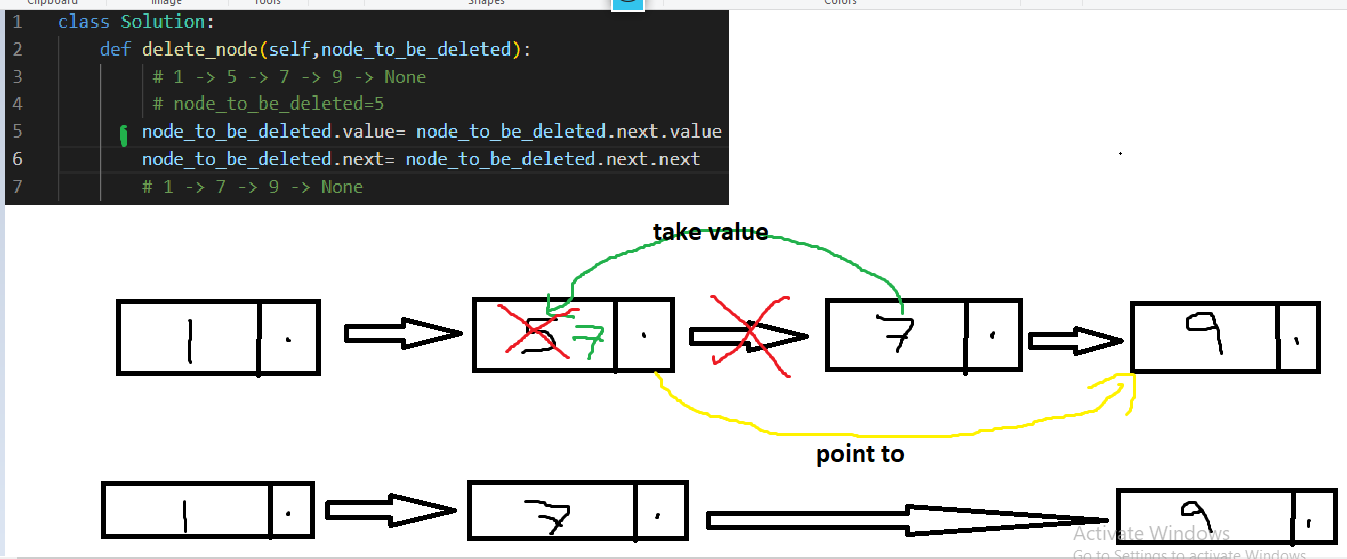 Clipboard Image Tools Shapes Colors
1 class Solution:
2 def delete_node(self,node_to_be_deleted):
3 # 1 -> 5 -> 7 -> 9 -> None
4 # node_to_be_deleted=5
5 node_to_be_deleted.value= node_to_be_deleted.next.value
6 node_to_be_deleted.next= node_to_be_deleted.next.next
7 # 1 -> 7 -> 9 -> None
take value
1 5 7 7 9
point to
1 7 9
Activate Windows
Go to Settings to activate Windows.